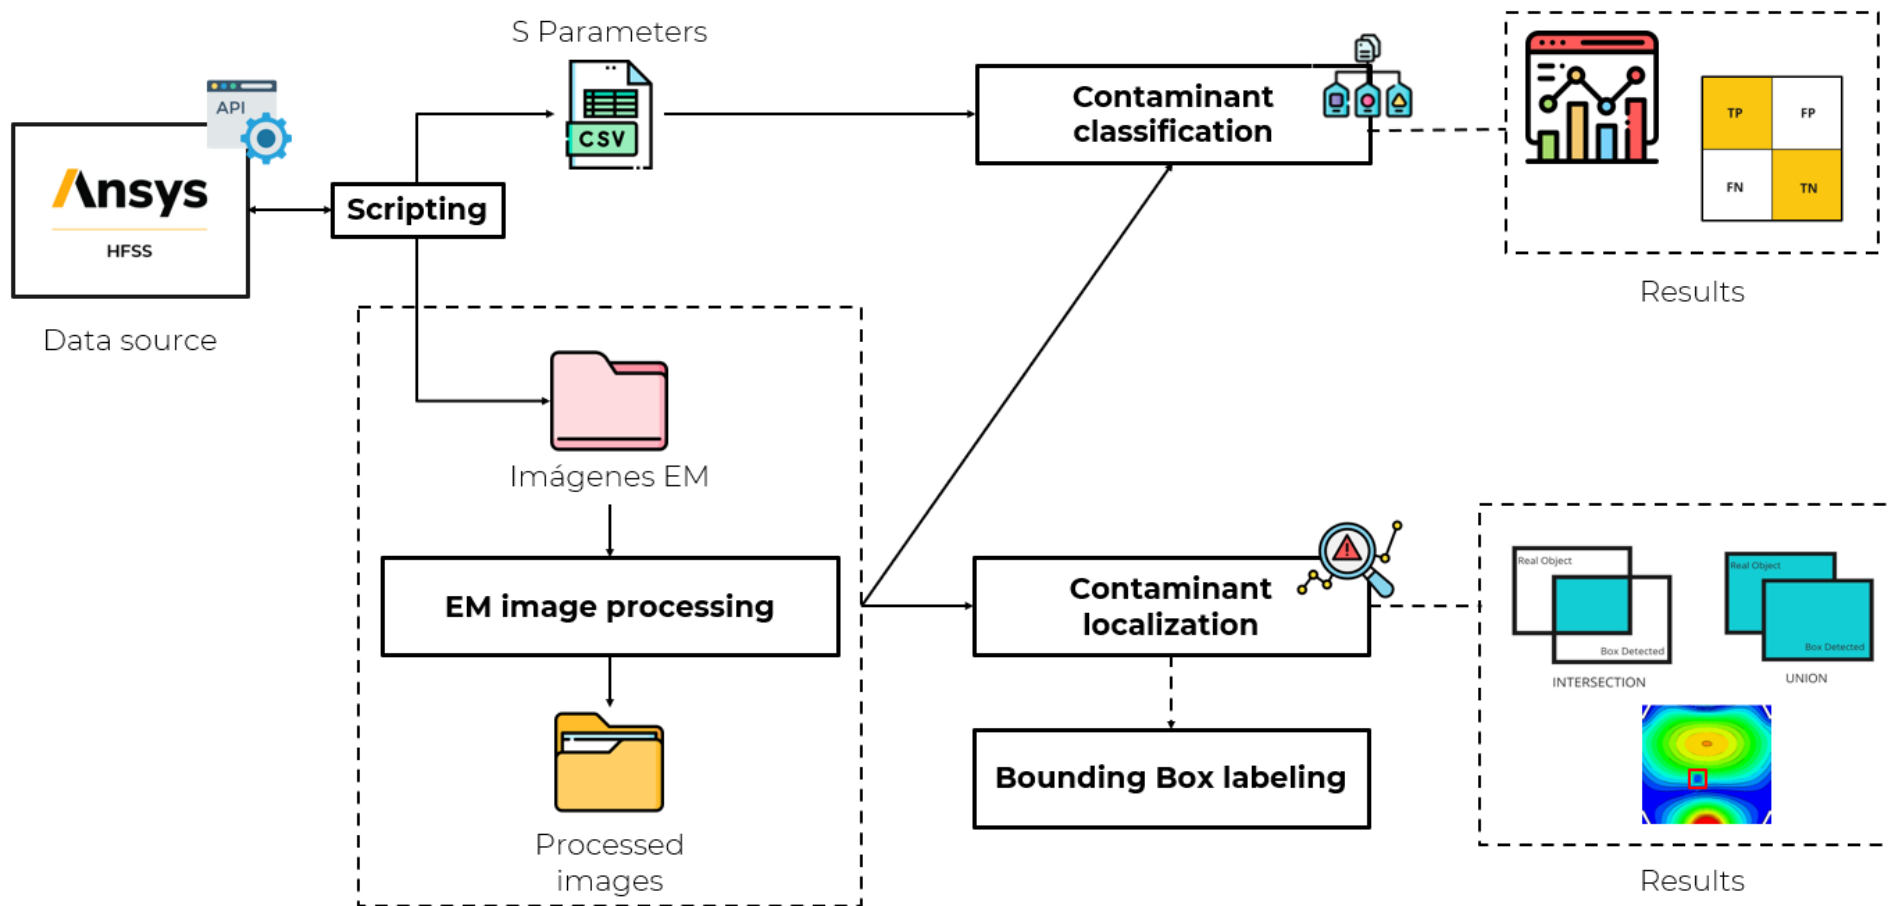 S Parameters
API
Ansys
HFSS
Data source
Scripting
CSV
Contaminant
classification
TP
FP
FN
TN
Results
Imágenes EM
EM image processing
Processed
images
Contaminant
localization
Bounding Box labeling
Real Object
Box Detected
INTERSECTION
Real Object
Box Detected
UNION
Results